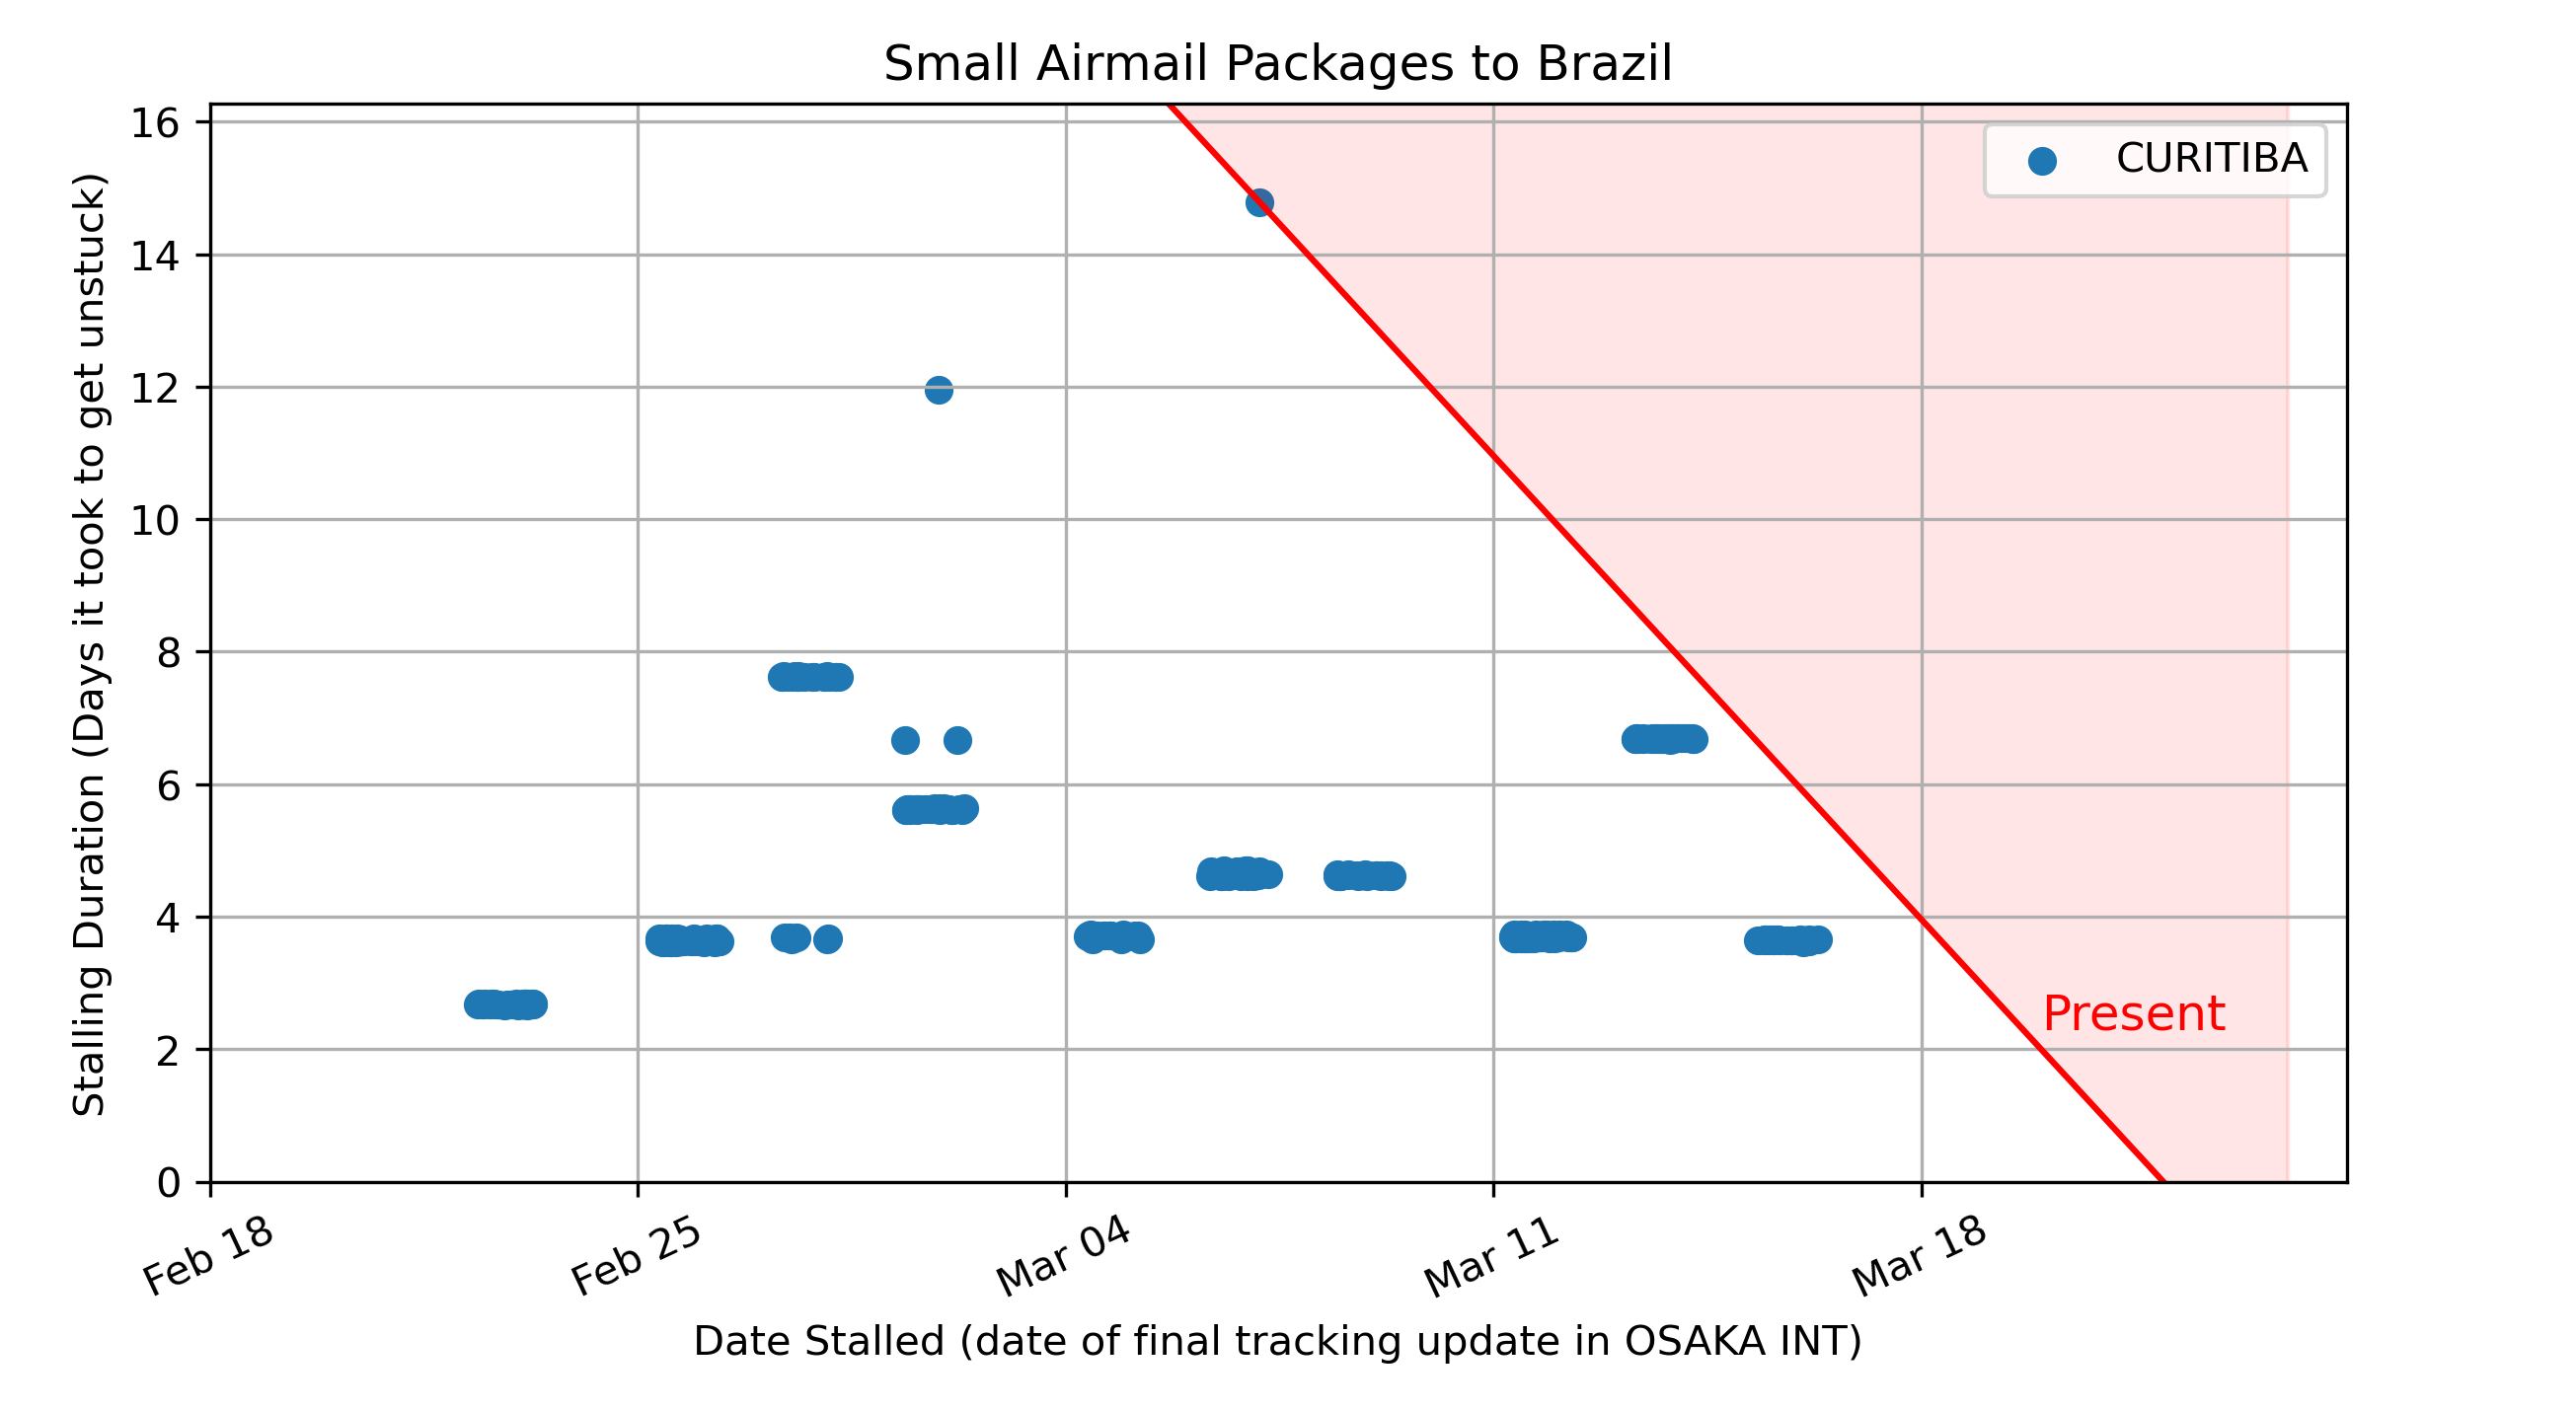 Small Airmail Packages to Brazil
Stalling Duration (Days it took to get unstuck)
16
14
12
10
8
6
4
2
0
CURITIBA
Present
Feb 18
Feb 25
Mar 04
Mar 11
Mar 18
Date Stalled (date of final tracking update in OSAKA INT)